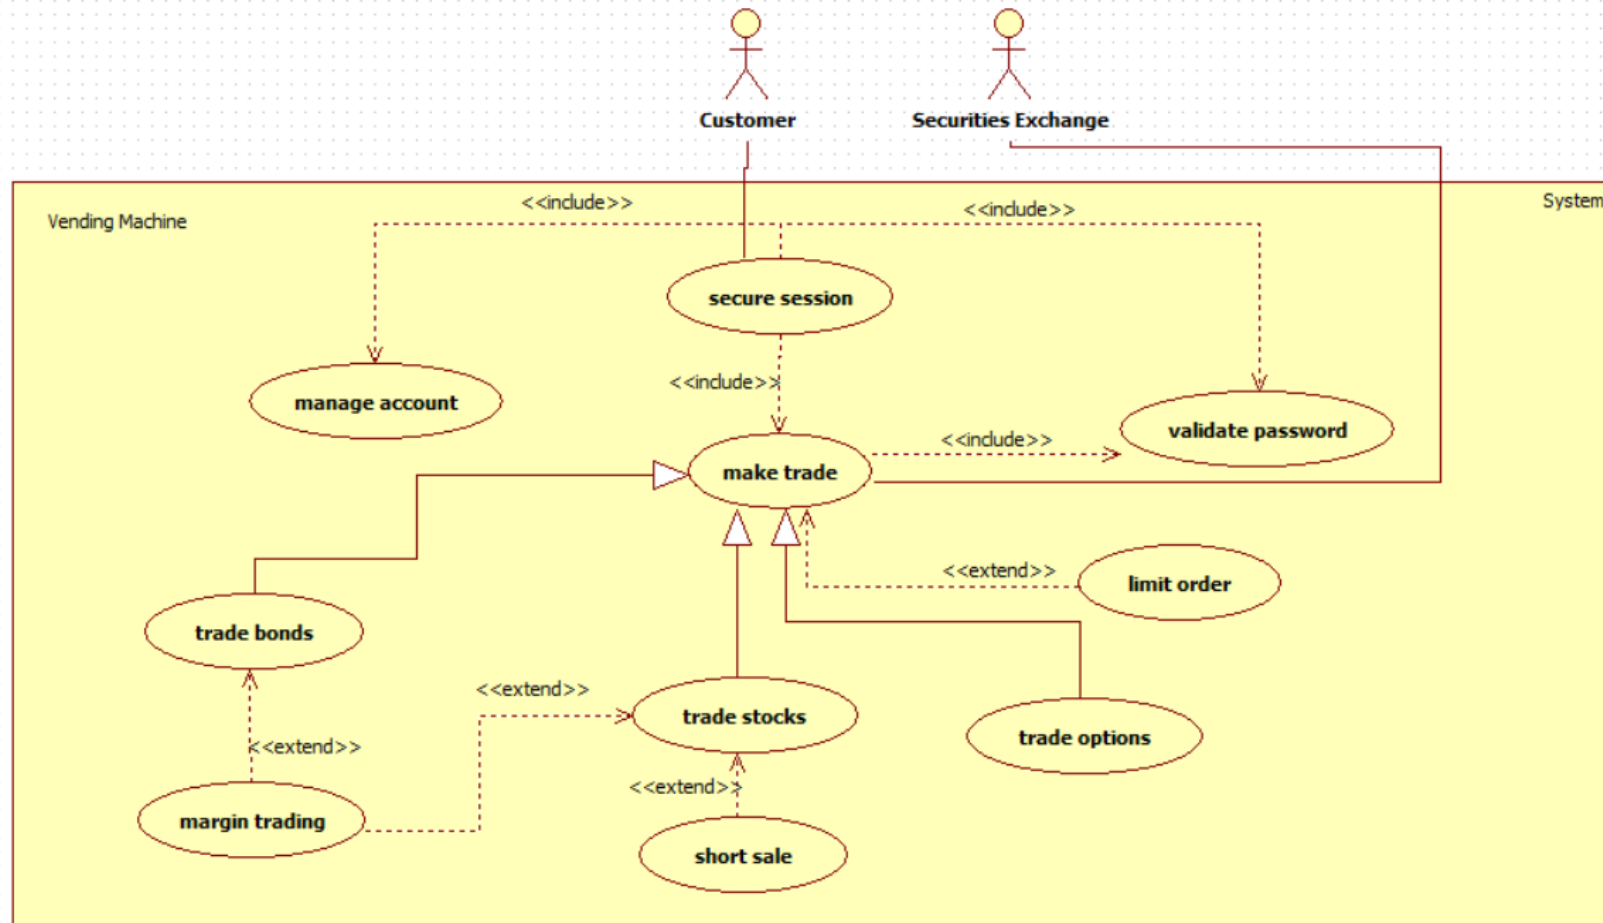 Customer
Securities Exchange
Vending Machine
<<include>>
<<include>>
System
secure session
<<include>>
manage account
<<include>>
validate password
make trade
<<extend>>
limit order
trade bonds
<<extend>>
trade stocks
trade options
<<extend>>
<<extend>>
margin trading
short sale